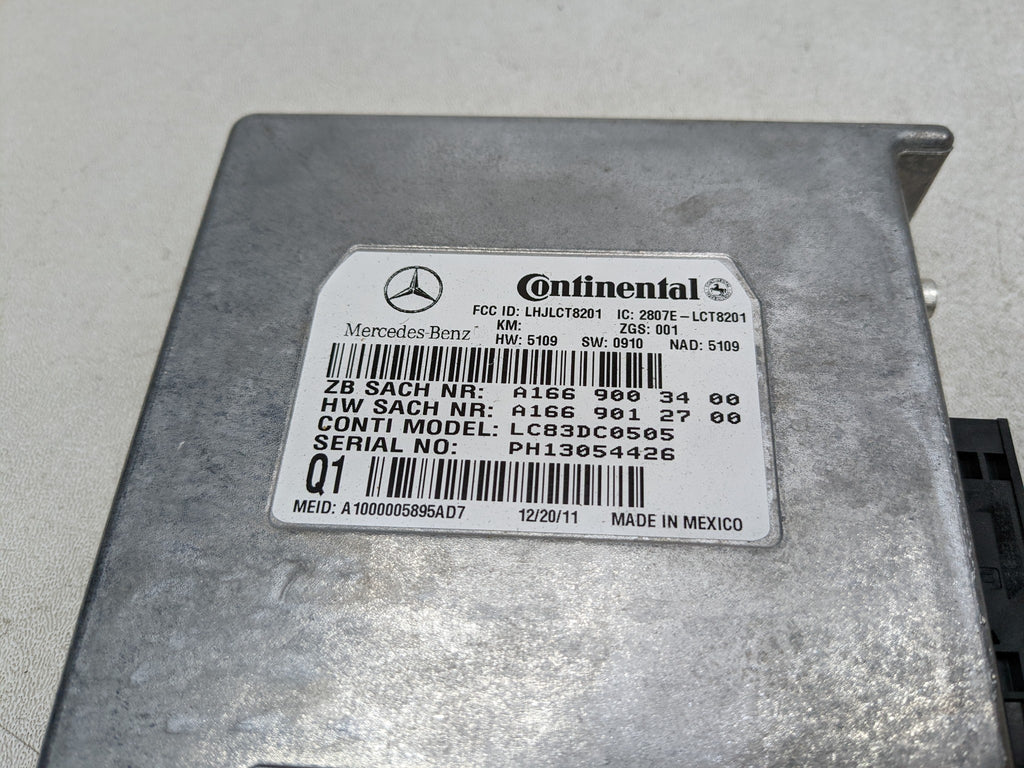 Continental
Mercedes-Benz
FCC ID: LHJLCT8201 IC: 2807E-LCT8201
KM: ZGS: 001
HW: 5109 SW: 0910 NAD: 5109
ZB SACH NR: A166 900 34 00
HW SACH NR: A166 901 27 00
CONTI MODEL: LC83DC0505
SERIAL NO: PH13054426
Q1
MEID: A1000005895AD7 12/20/11 MADE IN MEXICO